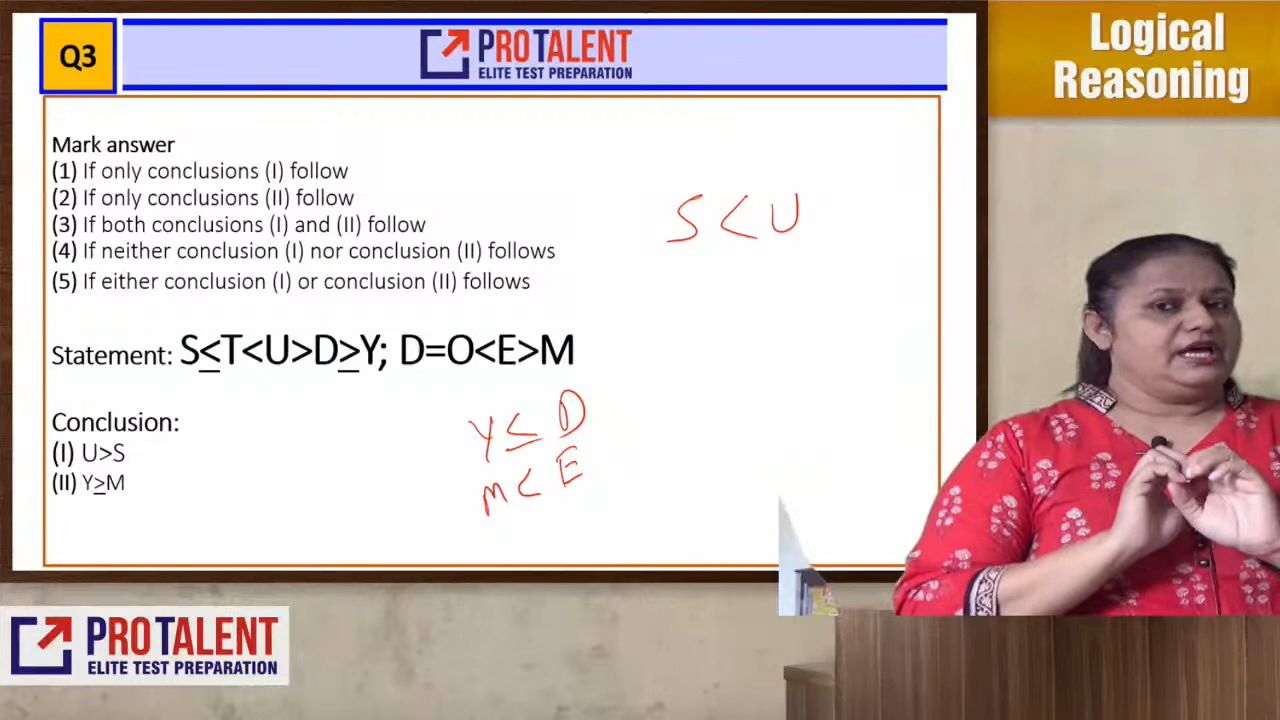 Q3
PROTALENT
ELITE TEST PREPARATION
Logical
Reasoning
Mark answer
(1) If only conclusions (I) follow
(2) If only conclusions (II) follow
(3) If both conclusions (I) and (II) follow
(4) If neither conclusion (I) nor conclusion (II) follows
(5) If either conclusion (I) or conclusion (II) follows
S < U
Statement: S≤T<U>D≥Y; D=O<E>M
Conclusion:
(I) U>S
(II) Y≥M
Y ≤ D
M < E
PROTALENT
ELITE TEST PREPARATION